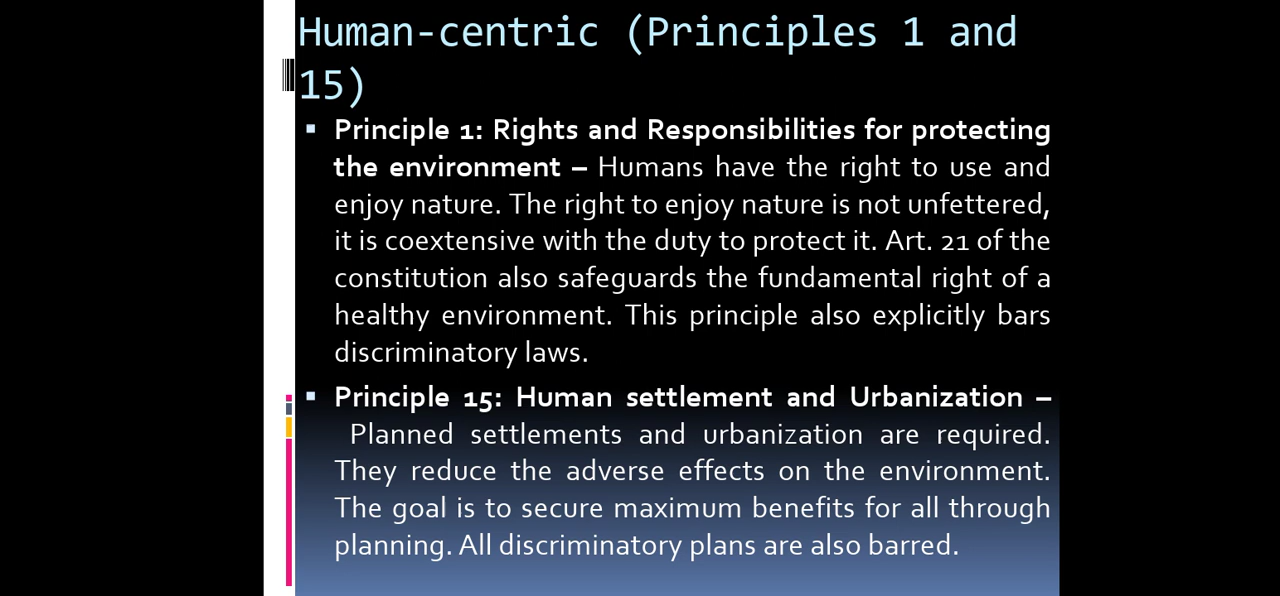 Human-centric (Principles 1 and
15)
▪ Principle 1: Rights and Responsibilities for protecting
the environment – Humans have the right to use and
enjoy nature. The right to enjoy nature is not unfettered,
it is coextensive with the duty to protect it. Art. 21 of the
constitution also safeguards the fundamental right of a
healthy environment. This principle also explicitly bars
discriminatory laws.
▪ Principle 15: Human settlement and Urbanization –
Planned settlements and urbanization are required.
They reduce the adverse effects on the environment.
The goal is to secure maximum benefits for all through
planning. All discriminatory plans are also barred.